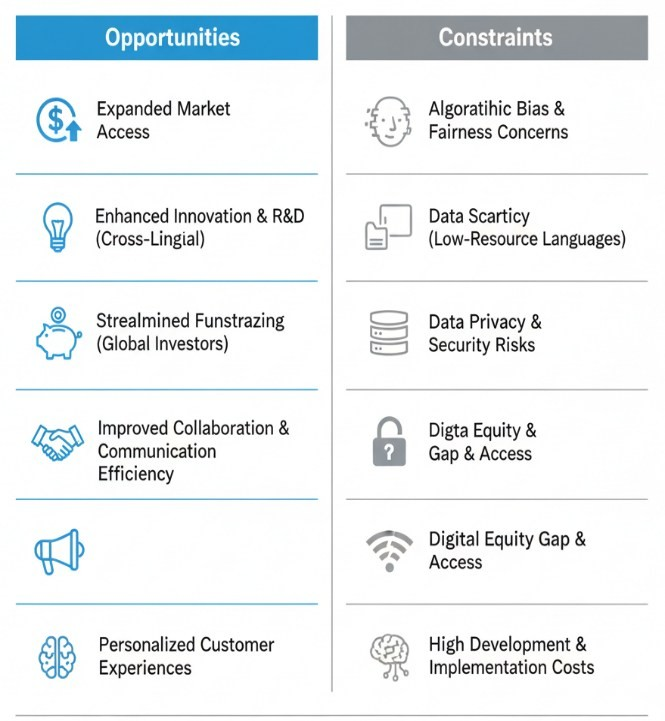 Opportunities
Expanded Market
Access
Enhanced Innovation & R&D
(Cross-Lingial)
Strealmined Funstrazing
(Global Investors)
Improved Collaboration &
Communication
Efficiency
Personalized Customer
Experiences
Constraints
Algoratihic Bias &
Fairness Concerns
Data Scarticy
(Low-Resource Languages)
Data Privacy &
Security Risks
Digta Equity &
Gap & Access
Digital Equity Gap &
Access
High Development &
Implementation Costs